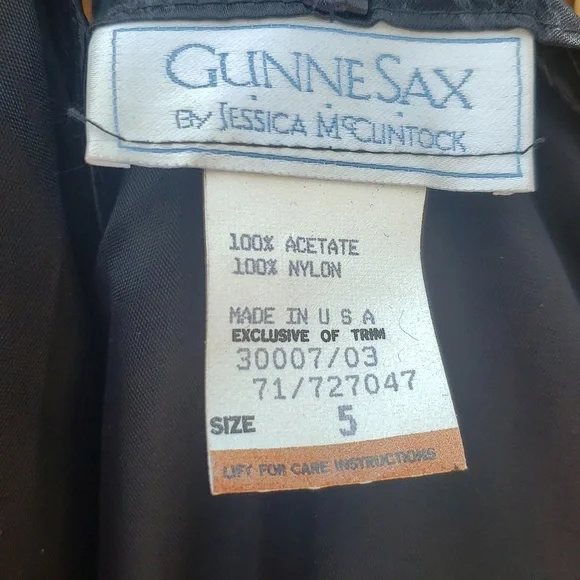 GUNNE SAX
BY JESSICA McCLINTOCK
100% ACETATE
100% NYLON
MADE IN U S A
EXCLUSIVE OF TRIM
30007/03
71/727047
SIZE 5
LIFT FOR CARE INSTRUCTIONS